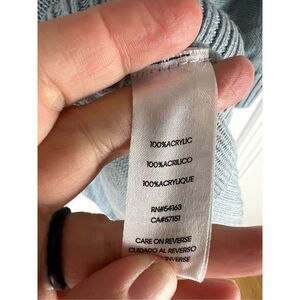 100%ACRYLIC
100%ACRILICO
100%ACRYLIQUE
RN#54163
CA#57151
CARE ON REVERSE
CUIDADO AL REVERSO